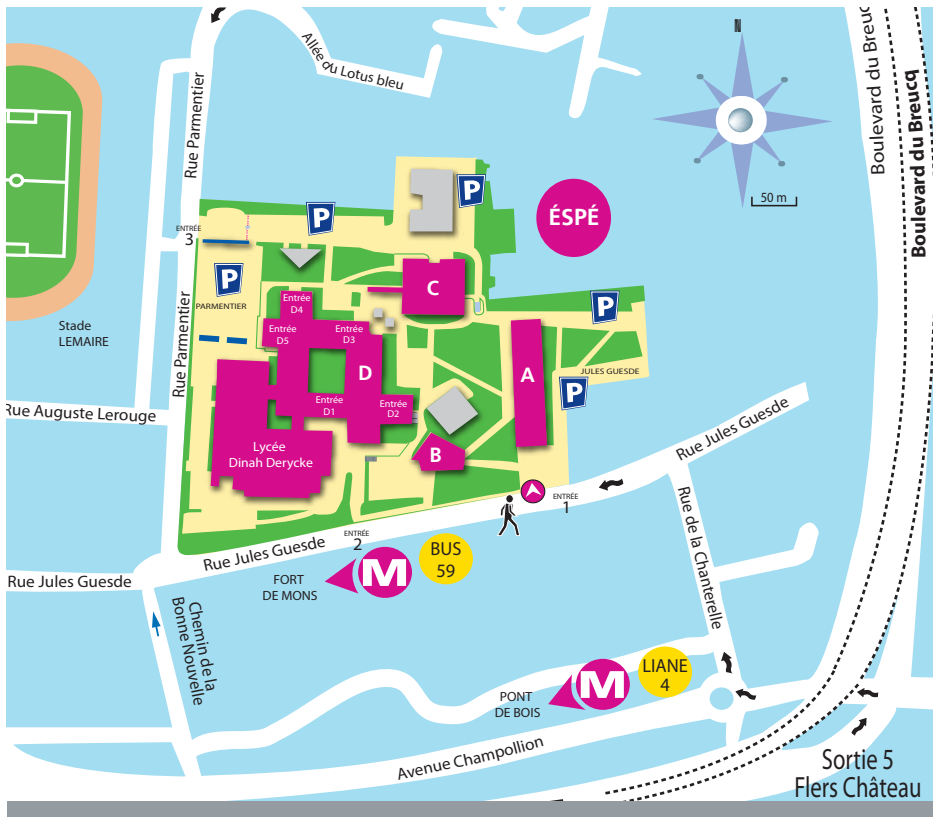 N
50 m
Allée du Lotus bleu
Rue Parmentier
Boulevard du Breucq
Boulevard du Breucq
P
P
P
P
P
ÉSPÉ
ENTRÉE
3
PARMENTIER
Stade
LEMAIRE
Rue Parmentier
C
Entrée
D4
Entrée
D5
Entrée
D3
D
Entrée
D1
Entrée
D2
A
B
JULES GUESDE
Lycée
Dinah Derycke
Rue Auguste Lerouge
Rue Jules Guesde
ENTRÉE
1
ENTRÉE
2
Rue Jules Guesde
Rue Jules Guesde
M
BUS
59
FORT
DE MONS
Rue de la Chanterelle
Chemin de la
Bonne Nouvelle
M
LIANE
4
PONT
DE BOIS
Avenue Champollion
Sortie 5
Flers Château